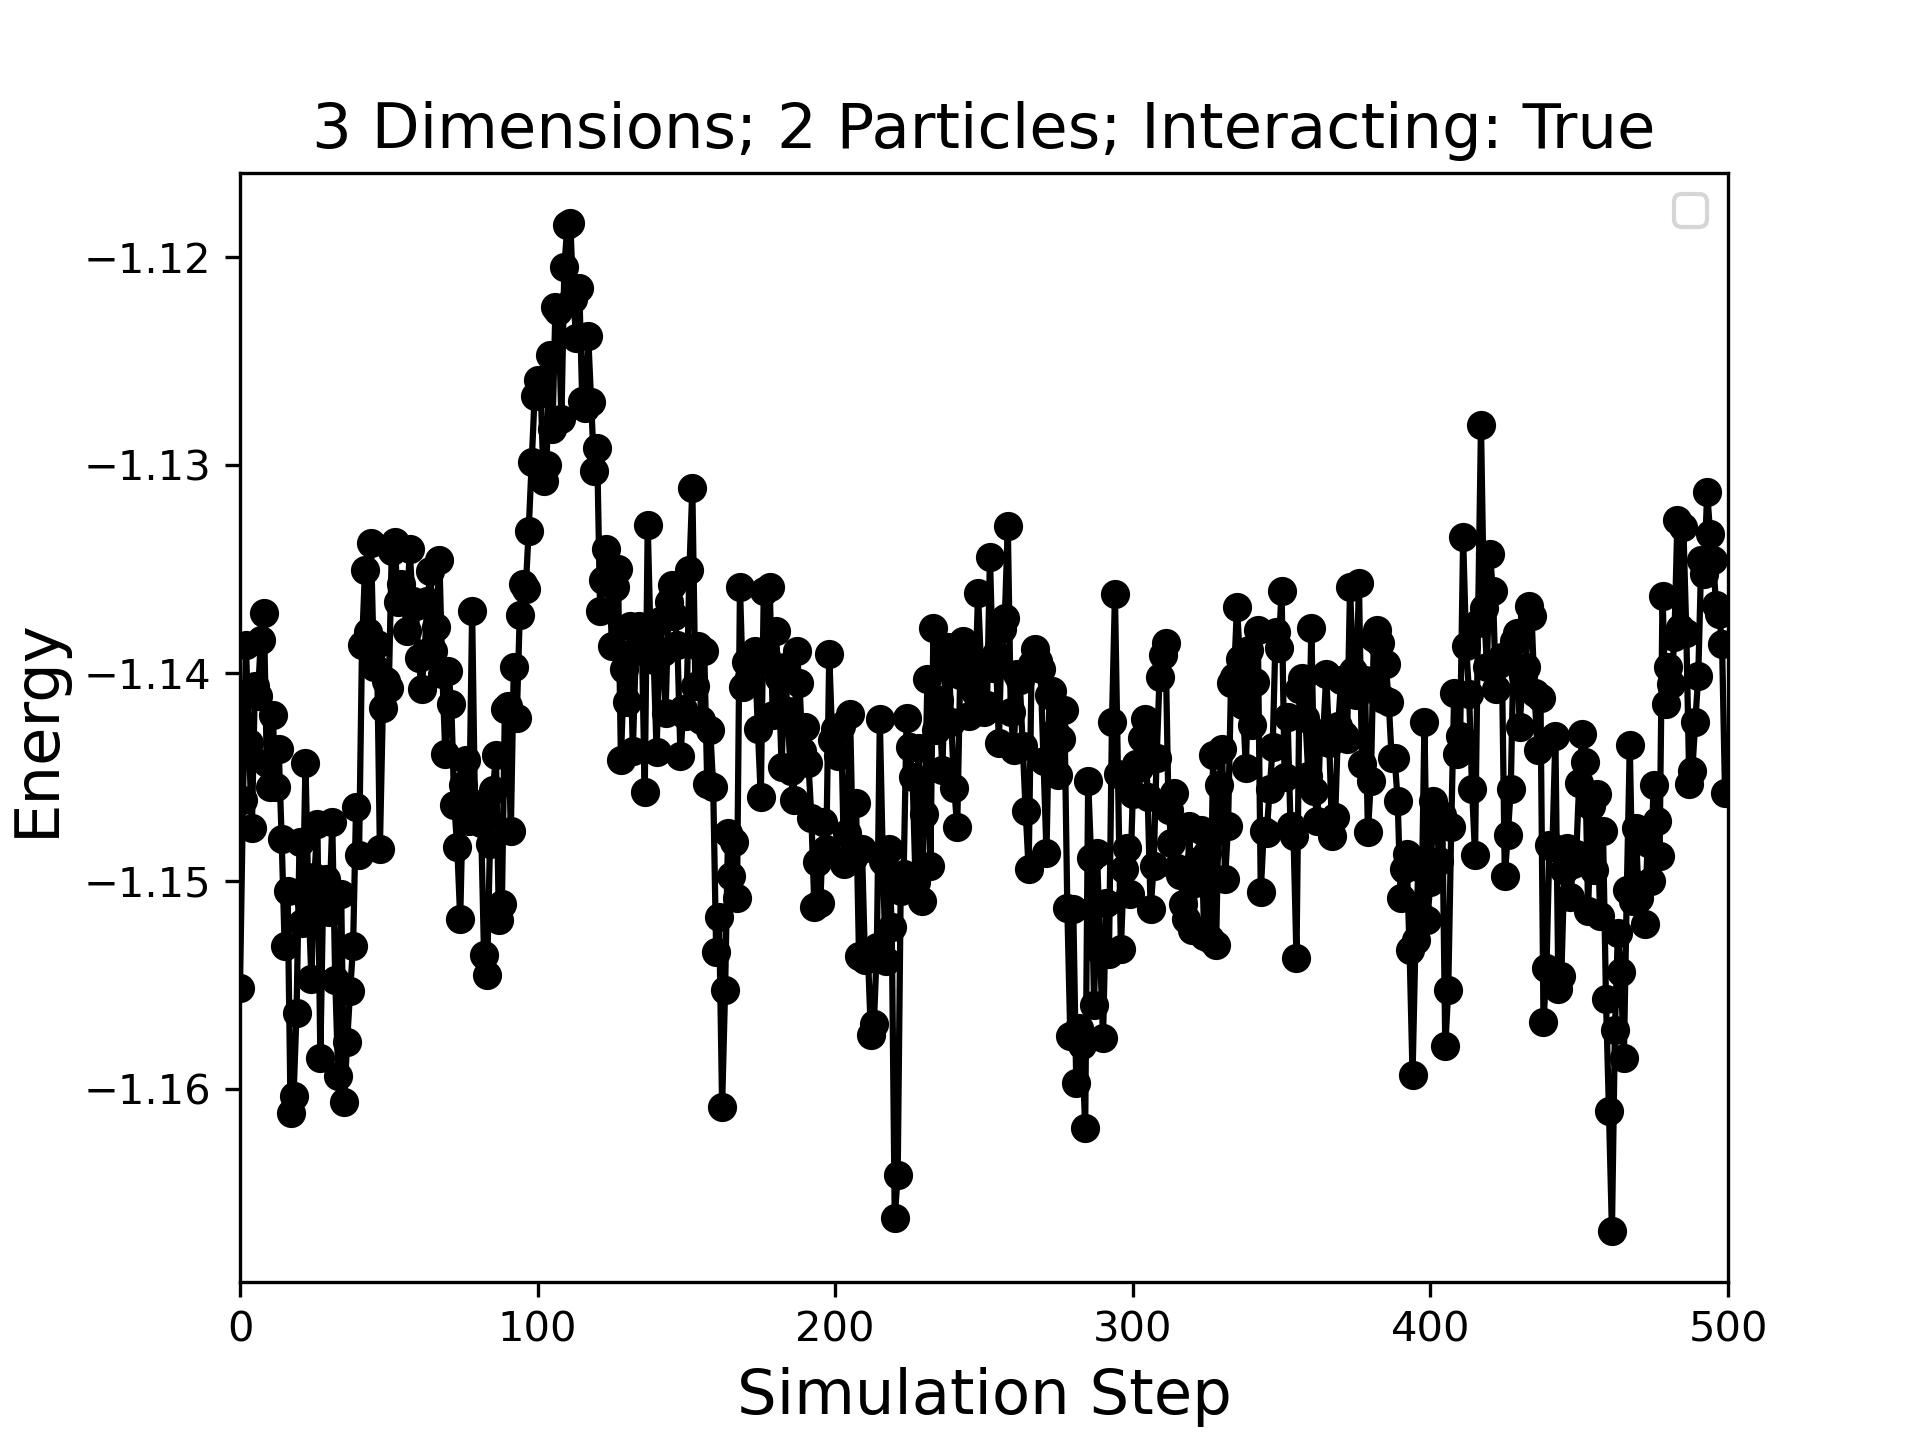 3 Dimensions; 2 Particles; Interacting: True
−1.12
−1.13
−1.14
−1.15
−1.16
Energy
0 100 200 300 400 500
Simulation Step